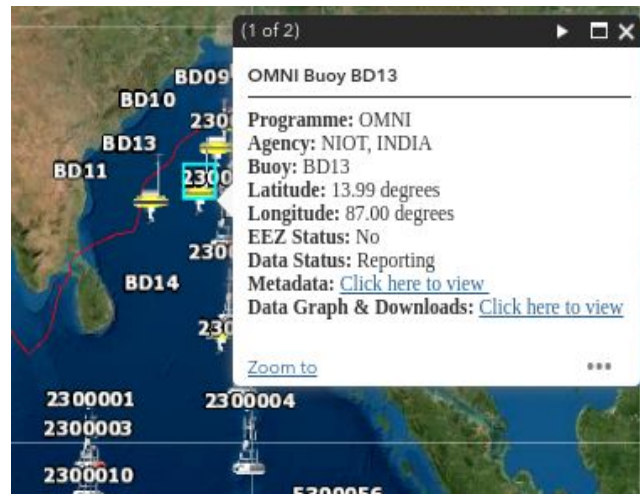 (1 of 2)
OMNI Buoy BD13
Programme: OMNI
Agency: NIOT, INDIA
Buoy: BD13
Latitude: 13.99 degrees
Longitude: 87.00 degrees
EEZ Status: No
Data Status: Reporting
Metadata: Click here to view
Data Graph & Downloads: Click here to view
Zoom to
BD09
BD10
BD13
BD11
BD14
2300001
2300003
2300004
2300010